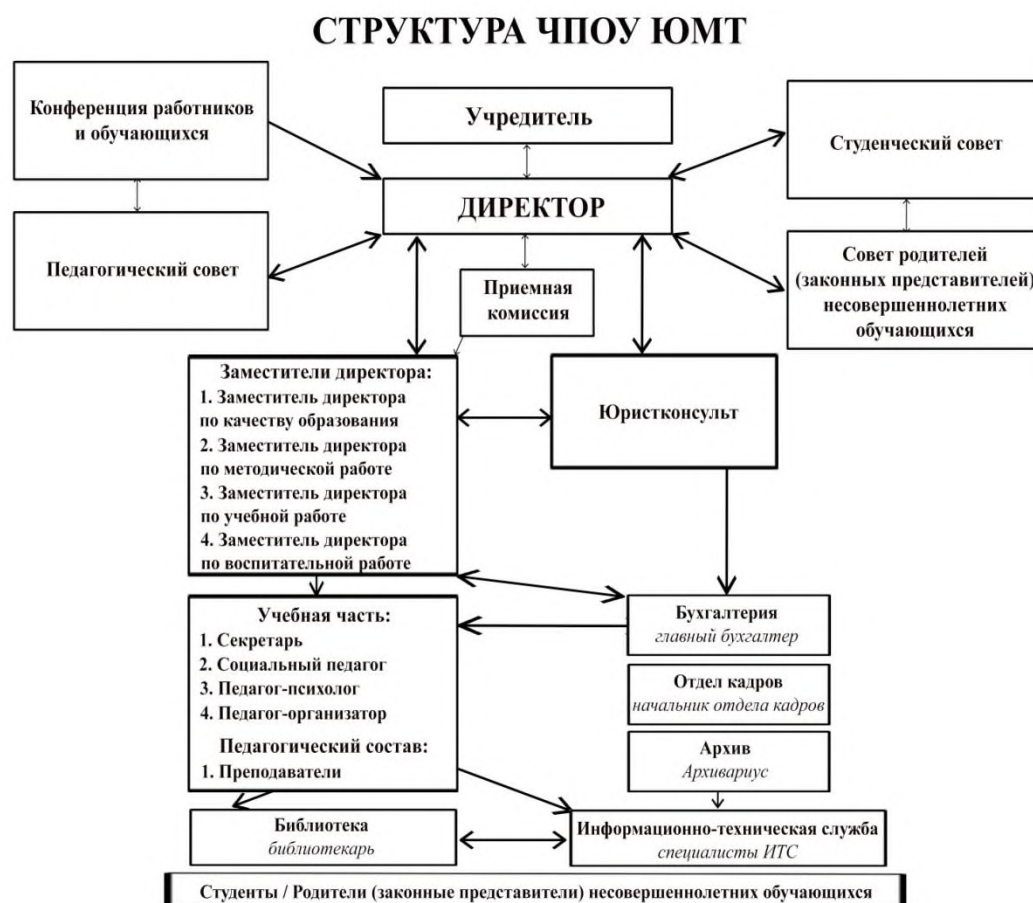 СТРУКТУРА ЧПОУ ЮМТ
Конференция работников
и обучающихся
Учредитель
Студенческий совет
ДИРЕКТОР
Педагогический совет
Совет родителей
(законных представителей)
несовершеннолетних
обучающихся
Приемная
комиссия
Заместители директора:
1. Заместитель директора
по качеству образования
2. Заместитель директора
по методической работе
3. Заместитель директора
по учебной работе
4. Заместитель директора
по воспитательной работе
Юристконсульт
Учебная часть:
1. Секретарь
2. Социальный педагог
3. Педагог-психолог
4. Педагог-организатор
Педагогический состав:
1. Преподаватели
Бухгалтерия
главный бухгалтер
Отдел кадров
начальник отдела кадров
Архив
Архивариус
Библиотека
библиотекарь
Информационно-техническая служба
специалисты ИТС
Студенты / Родители (законные представители) несовершеннолетних обучающихся